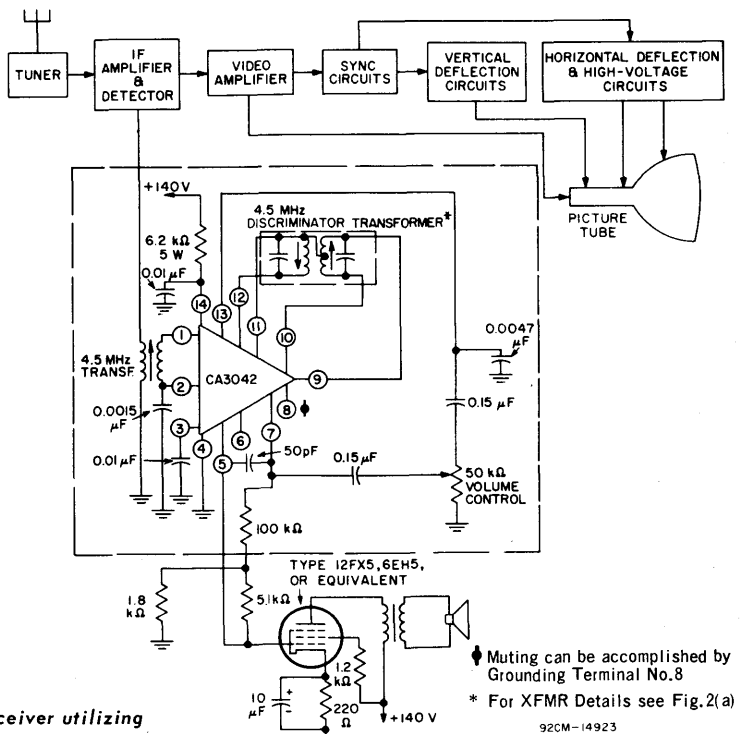 TUNER
IF
AMPLIFIER
&
DETECTOR
VIDEO
AMPLIFIER
SYNC
CIRCUITS
VERTICAL
DEFLECTION
CIRCUITS
HORIZONTAL DEFLECTION
& HIGH-VOLTAGE
CIRCUITS
PICTURE
TUBE
+140V
6.2 kΩ
5 W
0.01 μF
4.5 MHz
DISCRIMINATOR TRANSFORMER*
14
13
12
11
10
0.0047
μF
1
4.5 MHz
TRANSF.
CA3042
9
2
8 ϕ
0.0015
μF
3
4
5
6
7
0.01 μF
50pF
0.15μF
0.15 μF
50 kΩ
VOLUME
CONTROL
100 kΩ
TYPE 12FX5, 6EH5,
OR EQUIVALENT
1.8
kΩ
5.1kΩ
1.2
kΩ
10
μF
+
-
220
Ω
+140 V
ϕ Muting can be accomplished by
Grounding Terminal No.8
* For XFMR Details see Fig.2(a)
ceiver utilizing
92CM-14923